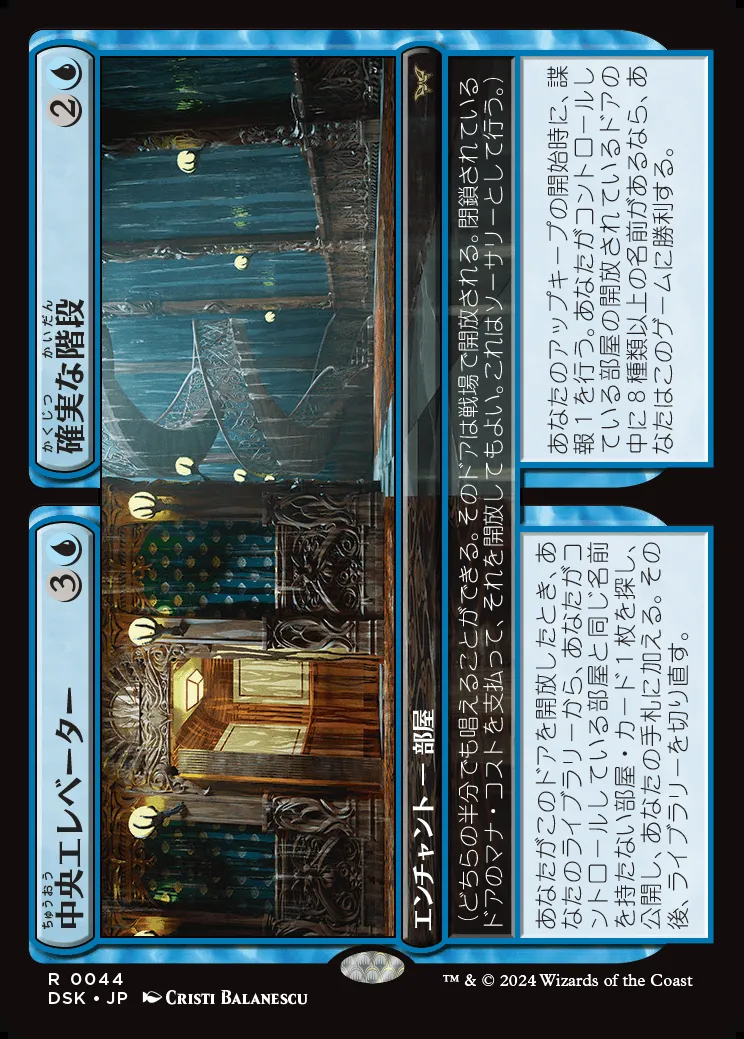 ちゅうおう
中央エレベーター
3
あなたがこのドアを開放したとき、あ
なたのライブラリーから、あなたがコ
ントロールしている部屋と同じ名前
を持たない部屋・カード1枚を探し、
公開し、あなたの手札に加える。その
後、ライブラリーを切り直す。
かくじつ かいだん
確実な階段
2
あなたのアップキープの開始時に、諜
報1を行う。あなたがコントロールし
ている部屋の開放されているドアの
中に8種類以上の名前があるなら、あ
なたはこのゲームに勝利する。
エンチャント ー 部屋
(どちらの半分でも唱えることができる。そのドアは戦場で開放される。閉鎖されている
ドアのマナ・コストを支払って、それを開放してもよい。これはソーサリーとして行う。)
R 0044
DSK • JP CRISTI BALANESCU
™ & © 2024 Wizards of the Coast